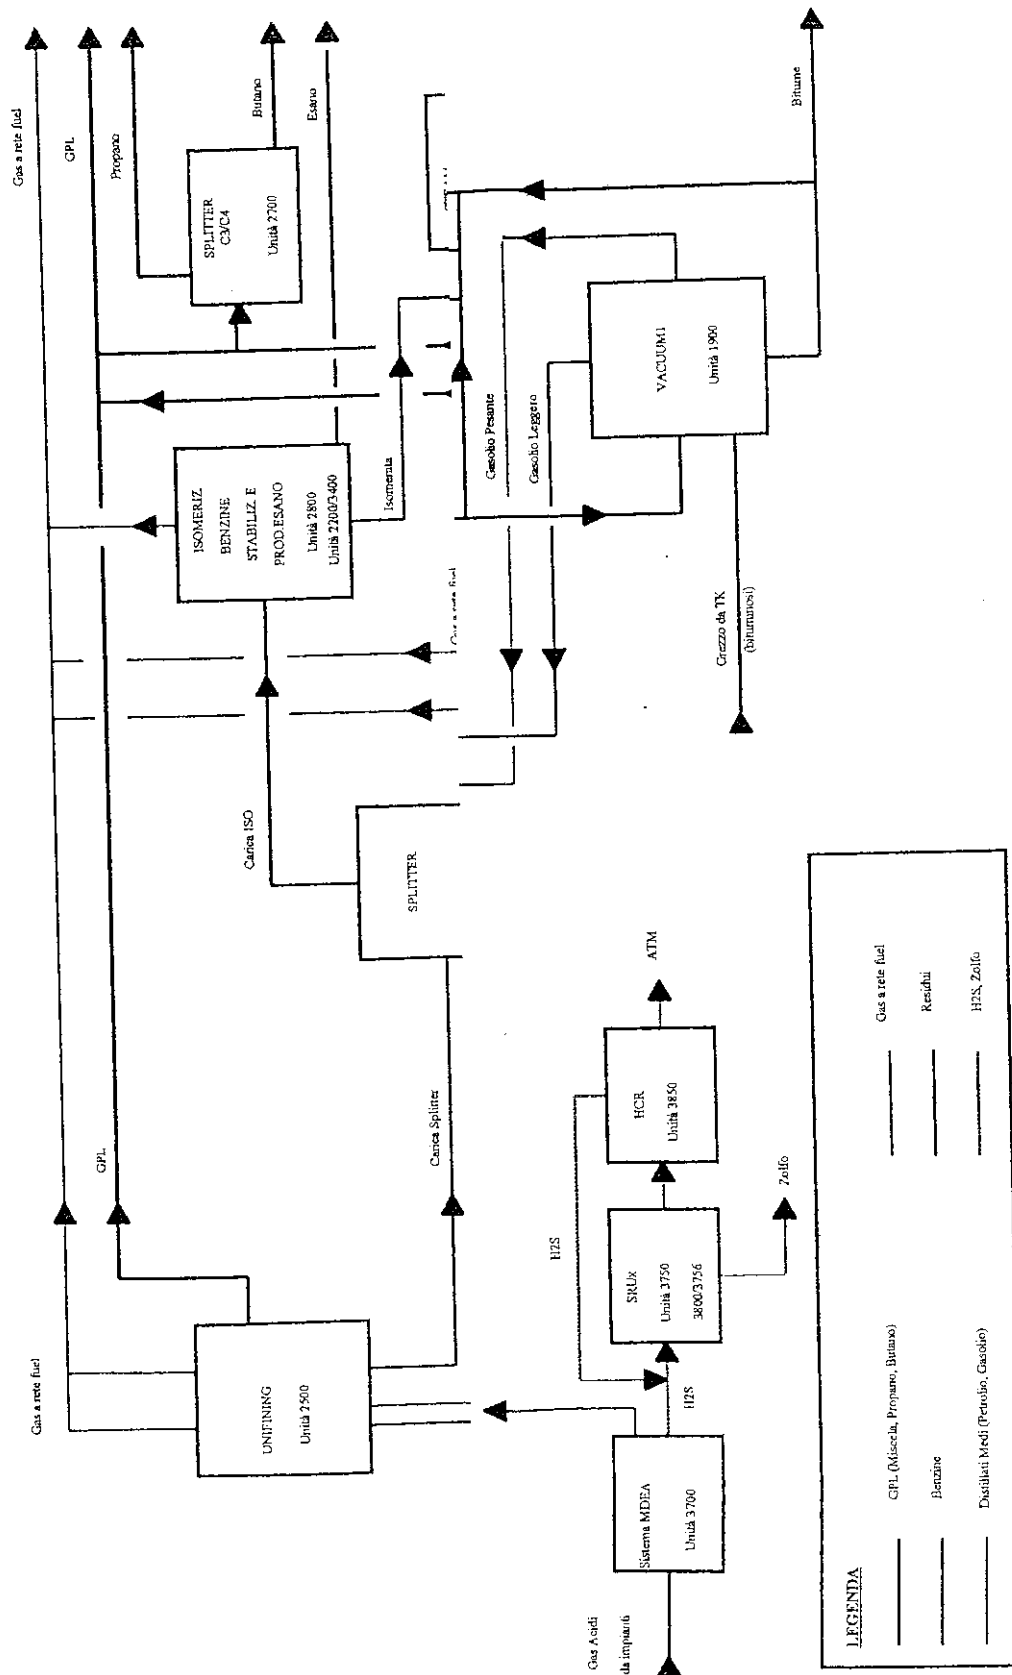 Gas a rete fuel
GPL
Propano
Butano
Esano
Bitume
SPLITTER
C3/C4
Unità 2700
ISOMERIZ
BENZINE
STABILIZ. E
PROD.ESANO
Unità 2800
Unità 2200/3400
Isomerata
Gasolio Pesante
Gasolio Leggero
VACUUM1
Unità 1900
Grezzo da TK
(bituminosi)
Gas a rete fuel
Carica ISO
SPLITTER
Carica Splitter
GPL
Gas a rete fuel
UNIFINING
Unità 2500
ATM
HCR
Unità 3850
H2S
SRUx
Unità 3750
3800/3756
Zolfo
H2S
Sistema MDEA
Unità 3700
Gas Acidi
da impianti
LEGENDA
GPL (Miscela, Propano, Butano)
Benzine
Distillati Medi (Petrolio, Gasolio)
Gas a rete fuel
Residui
H2S, Zolfo